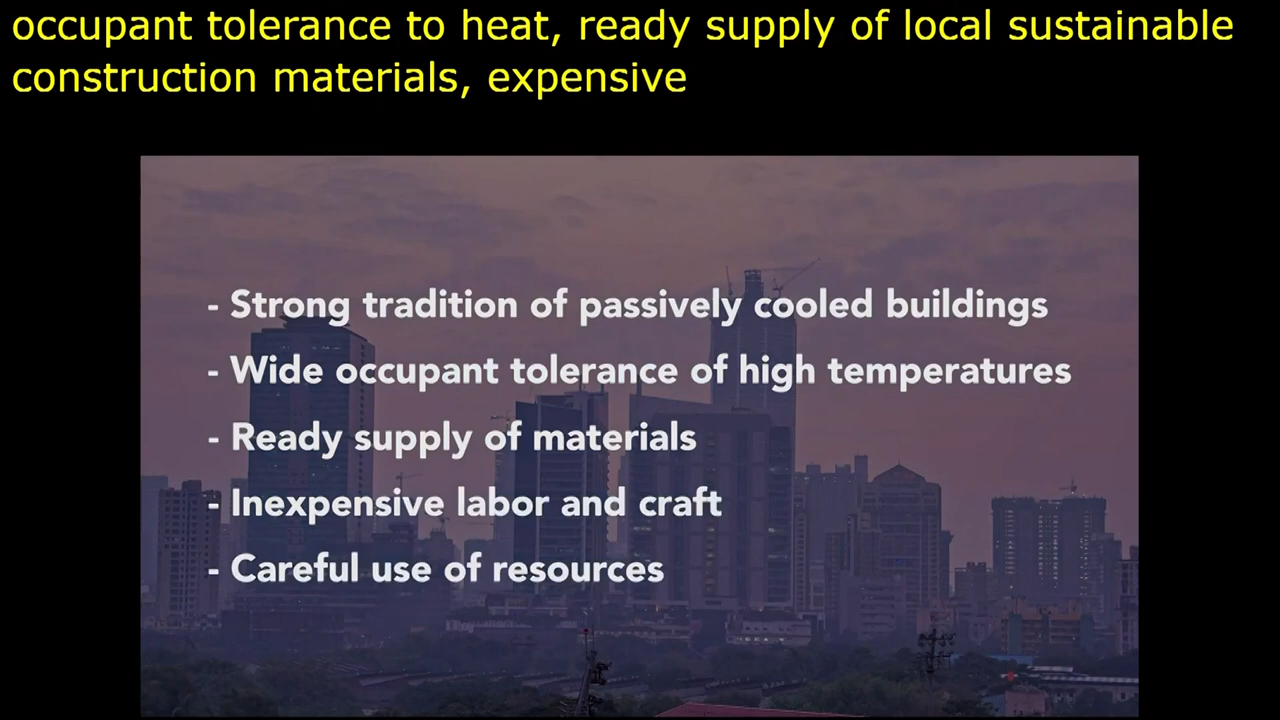 occupant tolerance to heat, ready supply of local sustainable
construction materials, expensive
- Strong tradition of passively cooled buildings
- Wide occupant tolerance of high temperatures
- Ready supply of materials
- Inexpensive labor and craft
- Careful use of resources